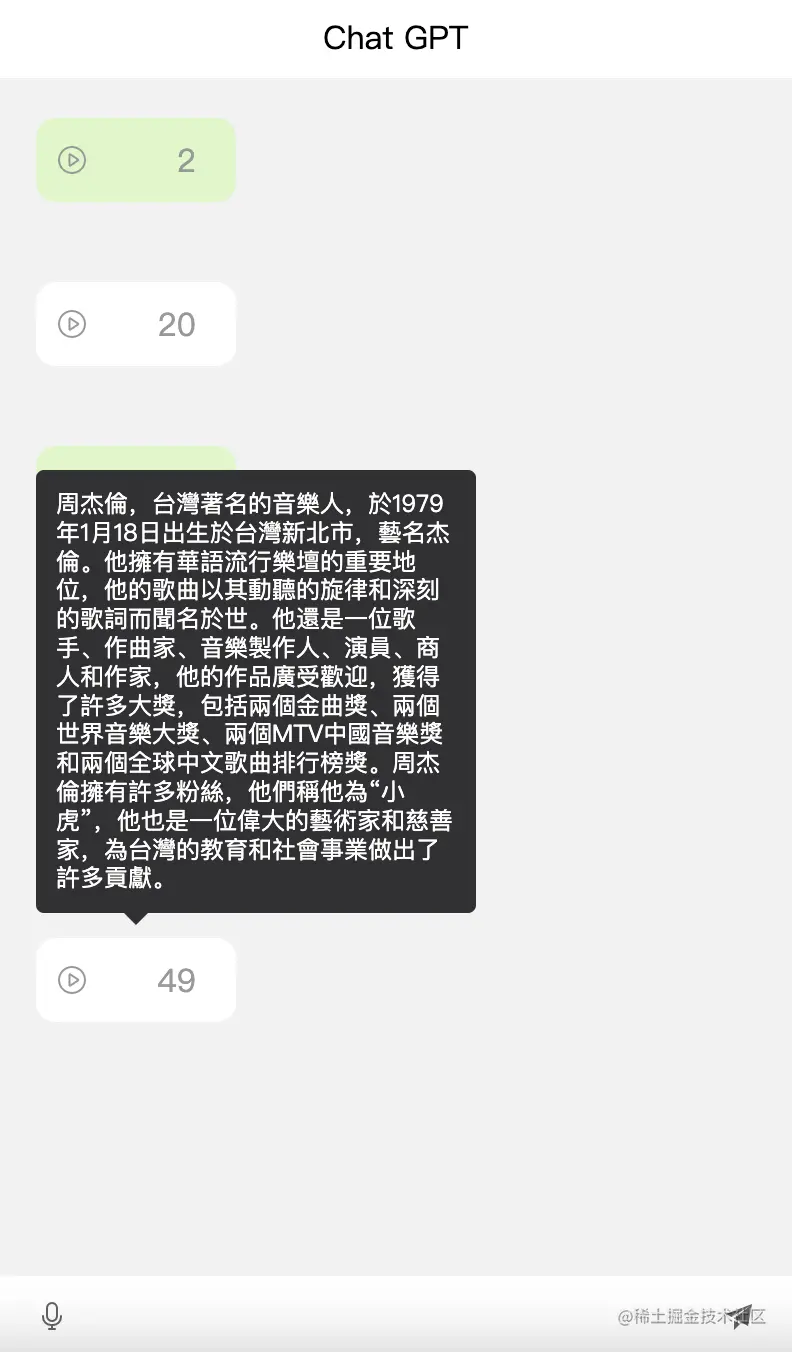 Chat GPT
2
20
周杰倫，台灣著名的音樂人，於1979
年1月18日出生於台灣新北市，藝名杰
倫。他擁有華語流行樂壇的重要地
位，他的歌曲以其動聽的旋律和深刻
的歌詞而聞名於世。他還是一位歌
手、作曲家、音樂製作人、演員、商
人和作家，他的作品廣受歡迎，獲得
了許多大獎，包括兩個金曲獎、兩個
世界音樂大獎、兩個MTV中國音樂獎
和兩個全球中文歌曲排行榜獎。周杰
倫擁有許多粉絲，他們稱他為“小
虎”，他也是一位偉大的藝術家和慈善
家，為台灣的教育和社會事業做出了
許多貢獻。
49
@稀土掘金技术社区